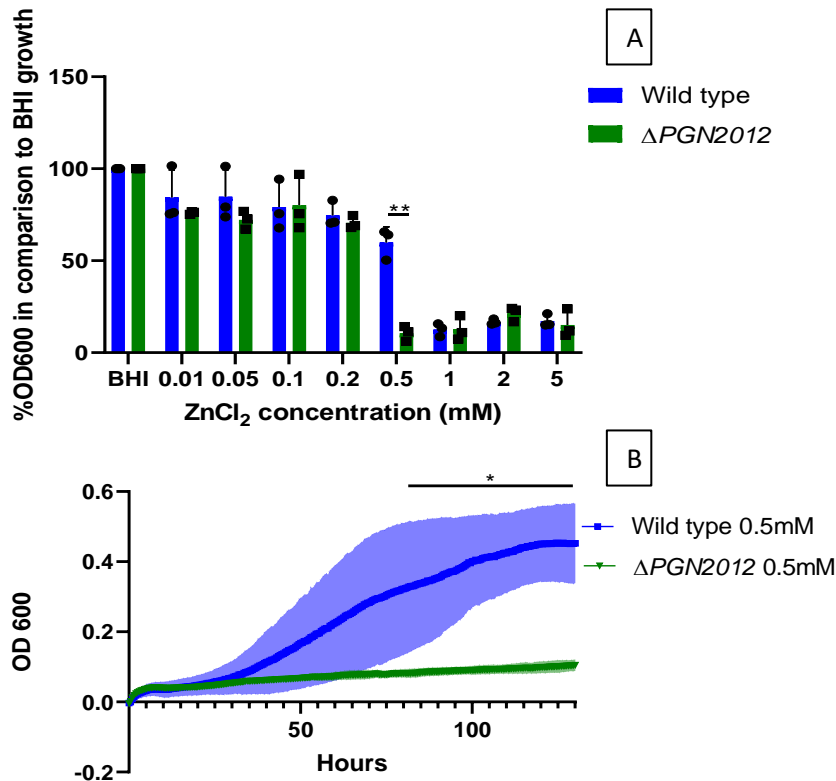 A
%OD600 in comparison to BHI growth
150
100
50
0
Wild type
ΔPGN2012
**
BHI 0.01 0.05 0.1 0.2 0.5 1 2 5
ZnCl₂ concentration (mM)
B
*
OD 600
0.6
0.4
0.2
0.0
-0.2
Wild type 0.5mM
ΔPGN2012 0.5mM
50 100
Hours